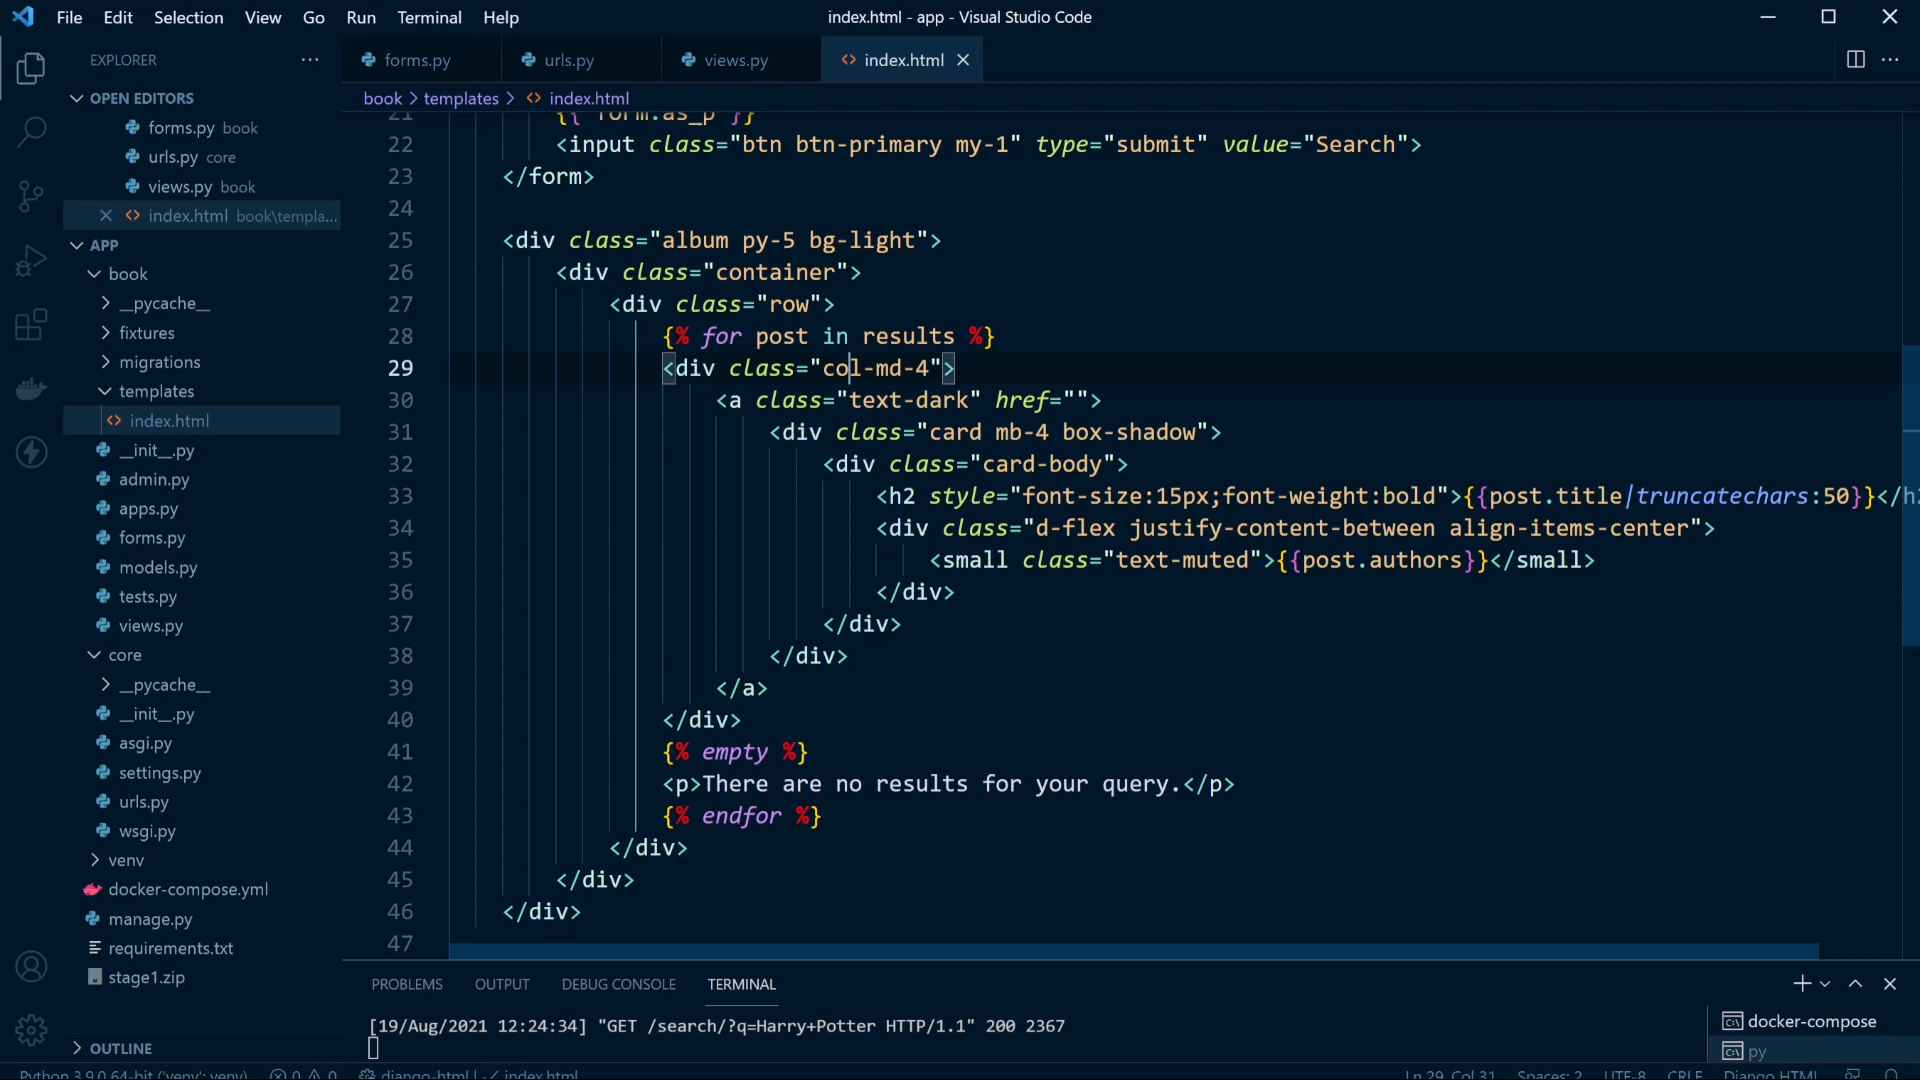 File Edit Selection View Go Run Terminal Help
index.html - app - Visual Studio Code
EXPLORER
OPEN EDITORS
forms.py book
urls.py core
views.py book
index.html book\templa...
APP
book
__pycache__
fixtures
migrations
templates
index.html
__init__.py
admin.py
apps.py
forms.py
models.py
tests.py
views.py
core
__pycache__
__init__.py
asgi.py
settings.py
urls.py
wsgi.py
venv
docker-compose.yml
manage.py
requirements.txt
stage1.zip
OUTLINE
forms.py urls.py views.py index.html
book > templates > index.html
21 {{ form.as_p }}
22 <input class="btn btn-primary my-1" type="submit" value="Search">
23 </form>
24
25 <div class="album py-5 bg-light">
26 <div class="container">
27 <div class="row">
28 {% for post in results %}
29 <div class="col-md-4">
30 <a class="text-dark" href="">
31 <div class="card mb-4 box-shadow">
32 <div class="card-body">
33 <h2 style="font-size:15px;font-weight:bold">{{post.title|truncatechars:50}}</h2
34 <div class="d-flex justify-content-between align-items-center">
35 <small class="text-muted">{{post.authors}}</small>
36 </div>
37 </div>
38 </div>
39 </a>
40 </div>
41 {% empty %}
42 <p>There are no results for your query.</p>
43 {% endfor %}
44 </div>
45 </div>
46 </div>
47
PROBLEMS OUTPUT DEBUG CONSOLE TERMINAL
[19/Aug/2021 12:24:34] "GET /search/?q=Harry+Potter HTTP/1.1" 200 2367
docker-compose
py
Python 3.9.0 64-bit ('venv': venv) 0 0 django-html | ✓ index.html Ln 29, Col 31 Spaces: 2 UTF-8 CRLF Django HTML